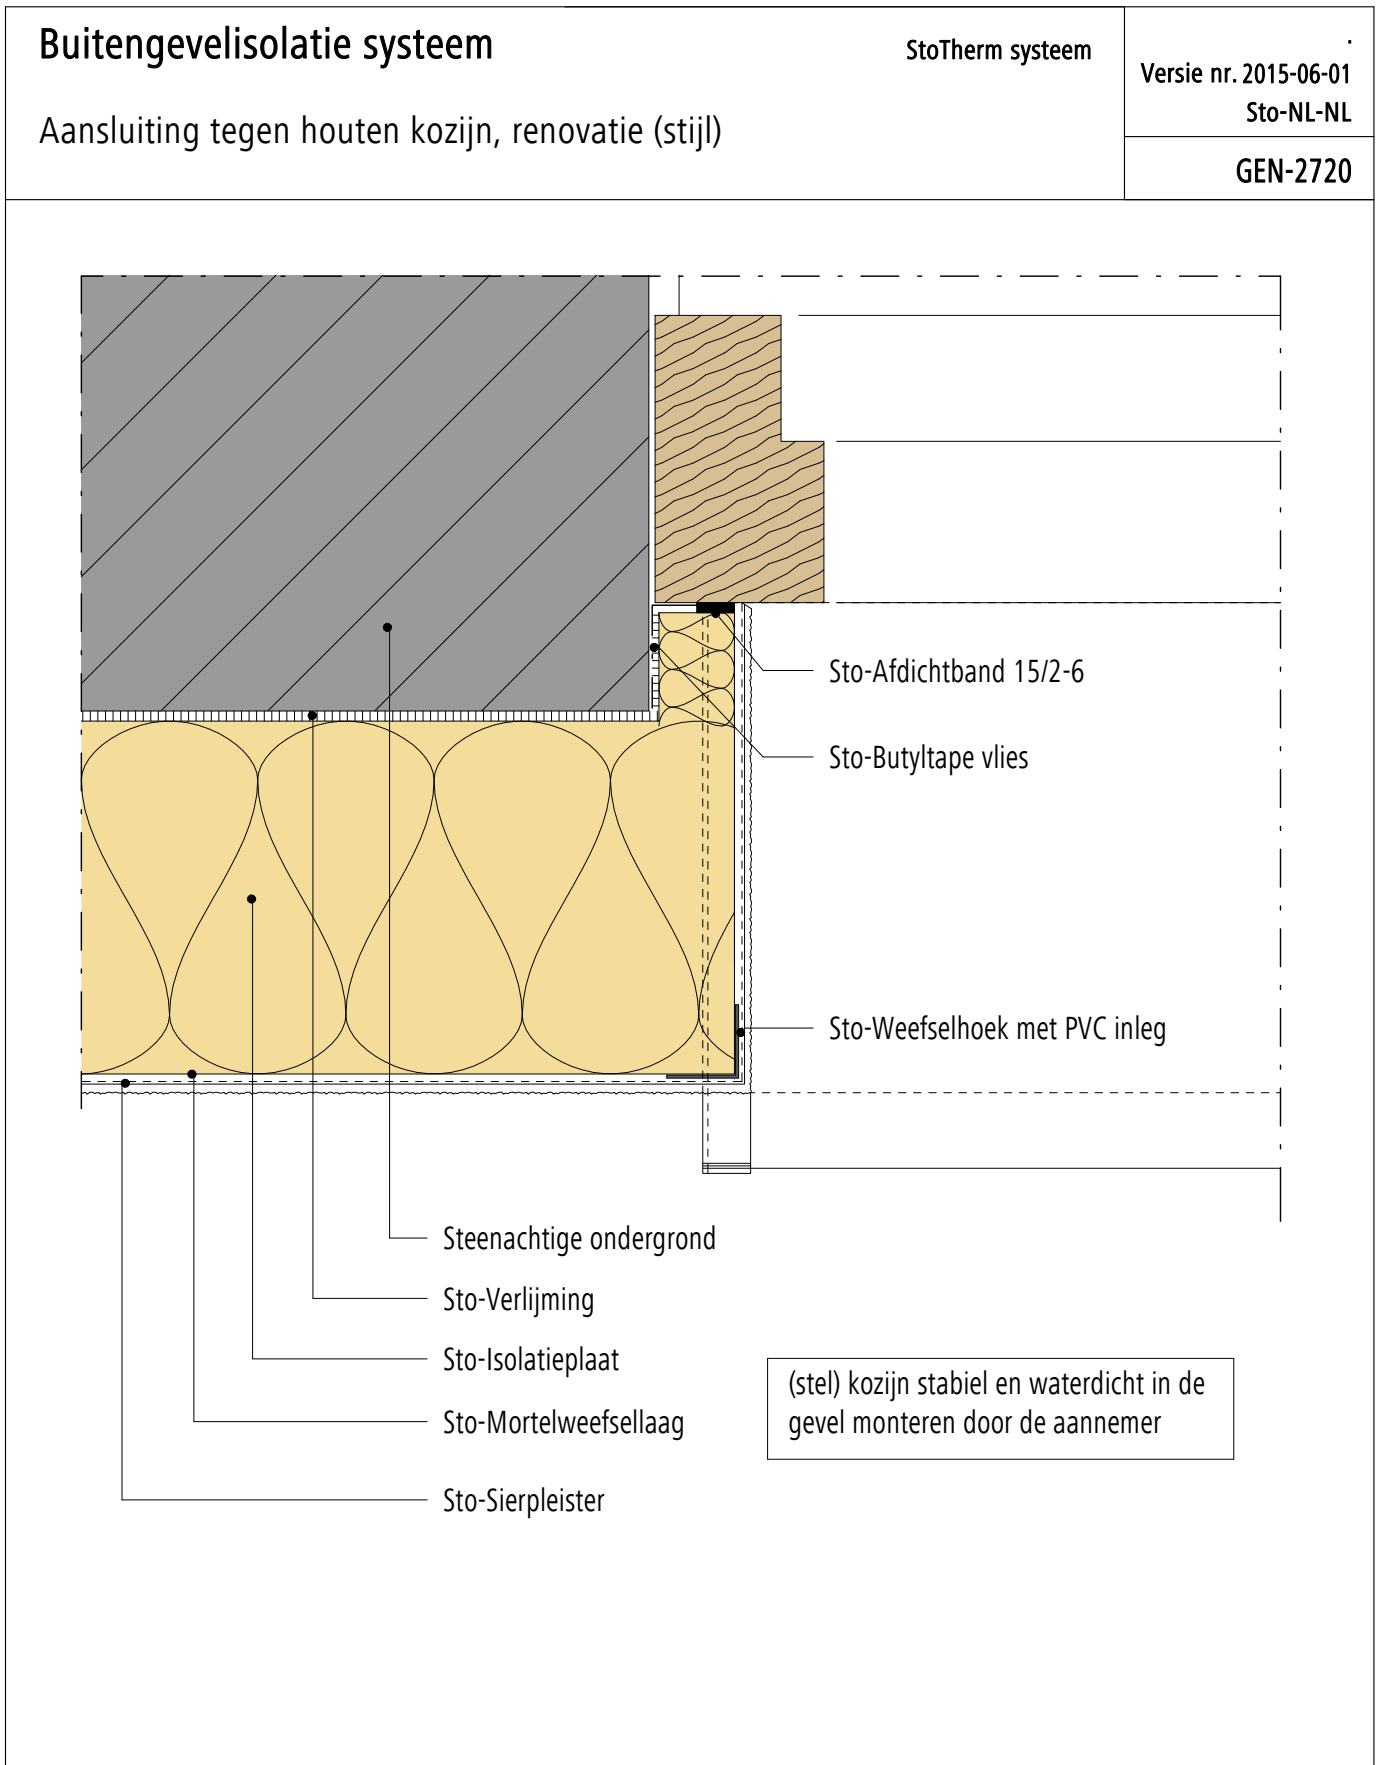 Buitengevelisolatie systeem
StoTherm systeem
.
Versie nr. 2015-06-01
Sto-NL-NL
Aansluiting tegen houten kozijn, renovatie (stijl)
GEN-2720
Sto-Afdichtband 15/2-6
Sto-Butyltape vlies
Sto-Weefselhoek met PVC inleg
Steenachtige ondergrond
Sto-Verlijming
Sto-Isolatieplaat
Sto-Mortelweefsellaag
Sto-Sierpleister
(stel) kozijn stabiel en waterdicht in de
gevel monteren door de aannemer